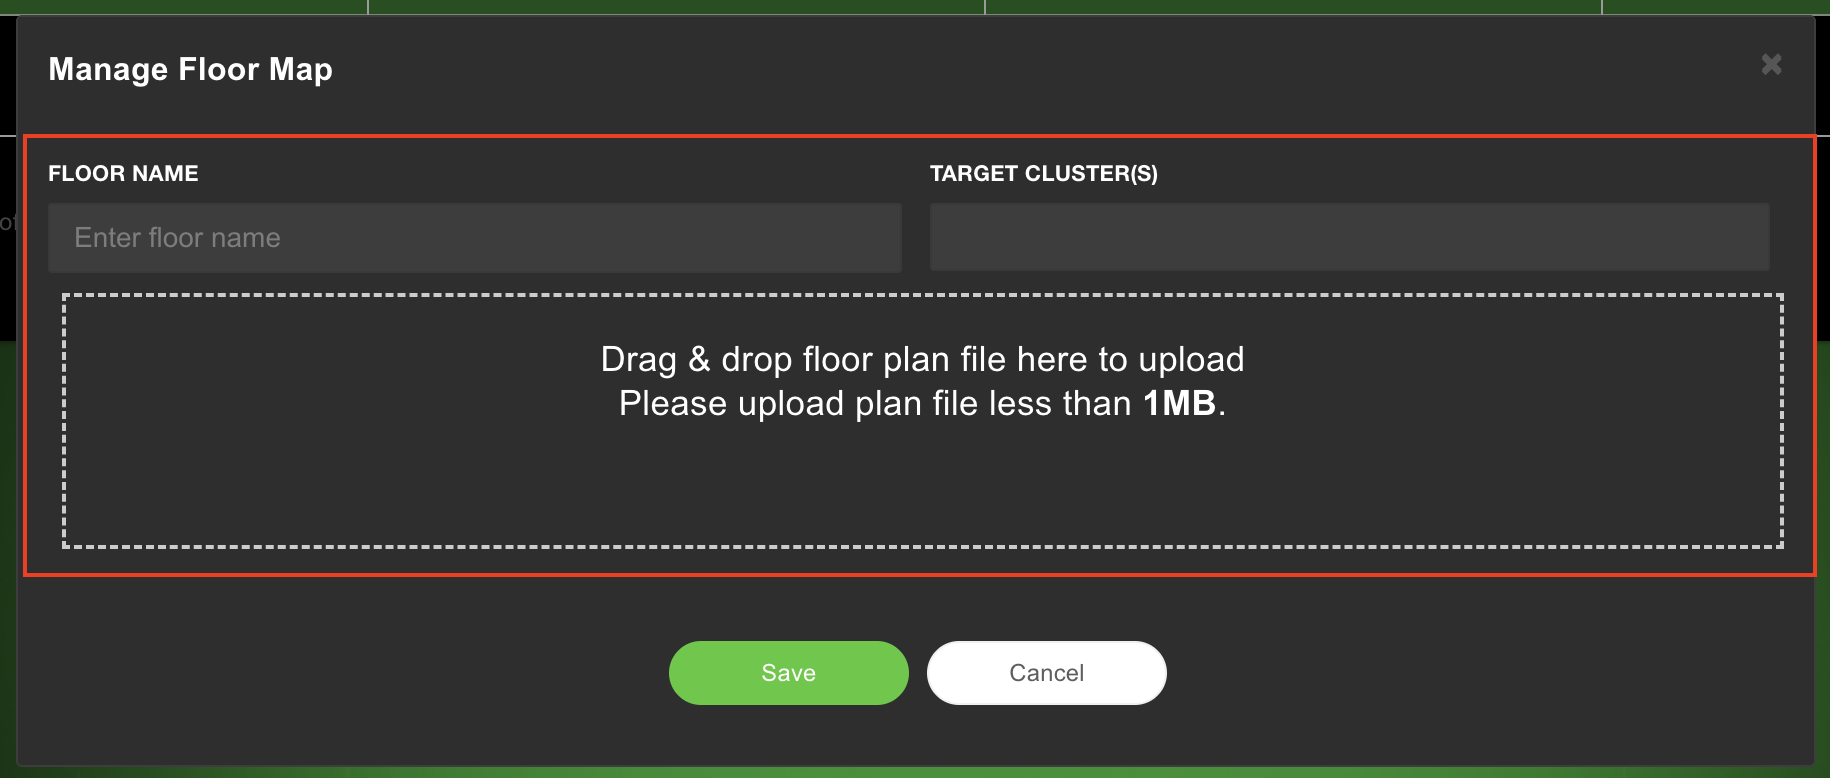 Manage Floor Map
FLOOR NAME
TARGET CLUSTER(S)
Enter floor name
Drag & drop floor plan file here to upload
Please upload plan file less than 1MB.
Save
Cancel